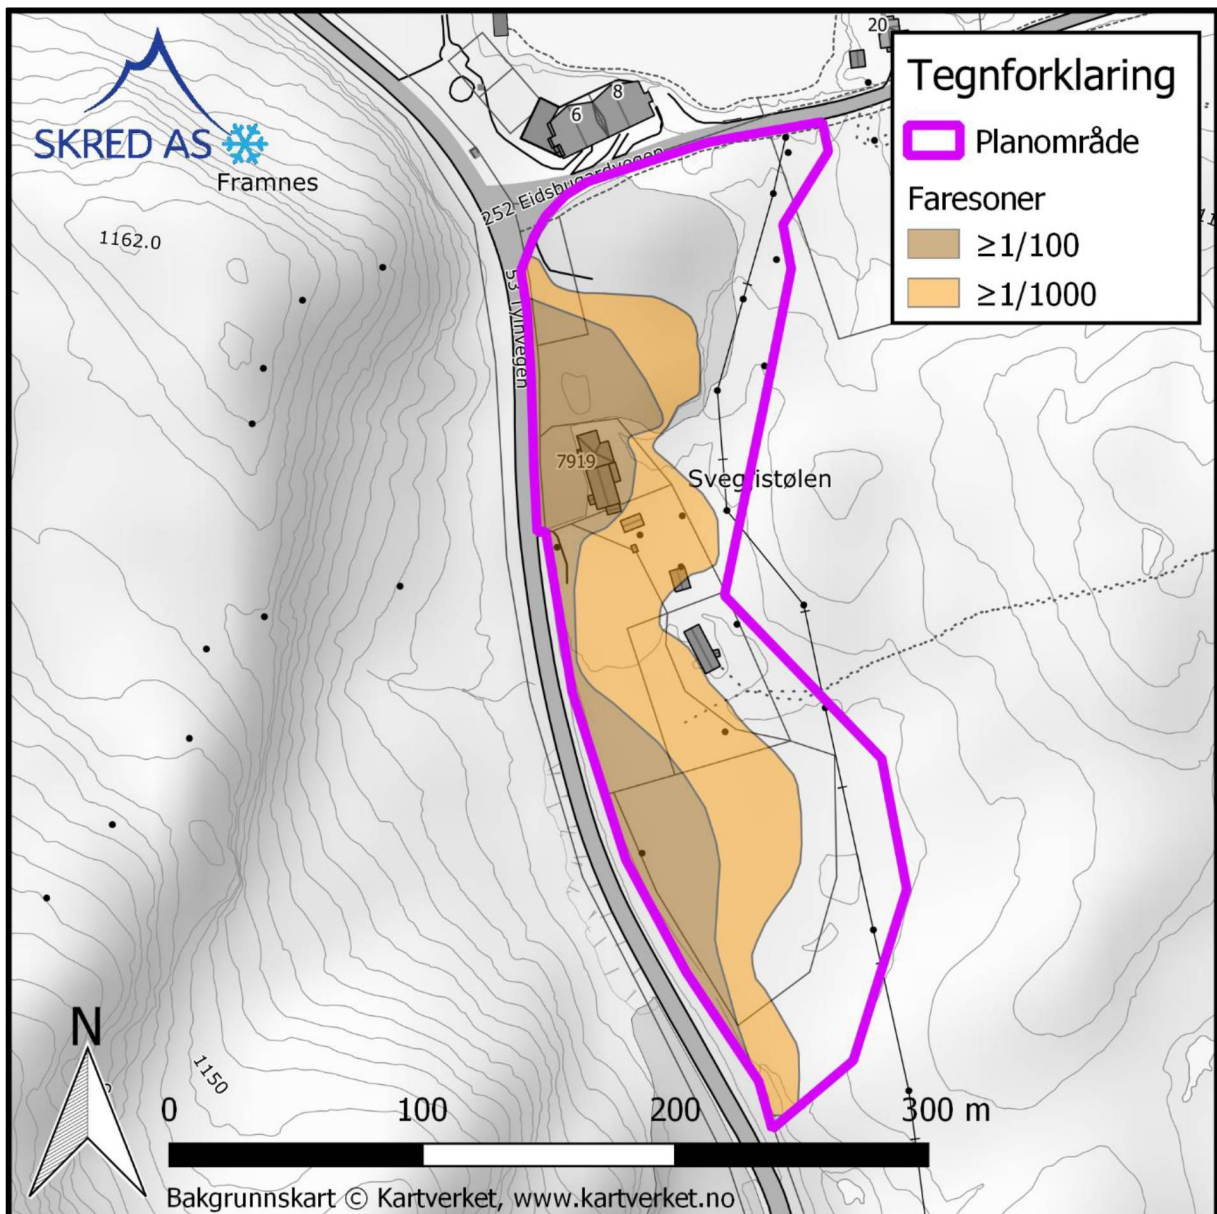 SKRED AS
Framnes
1162.0
6
8
20
252 Eidsbugardvegen
53 Tyinvegen
Tegnforklaring
Planområde
Faresoner
≥1/100
≥1/1000
7919
Svegjistølen
N
1150
0 100 200 300 m
Bakgrunnskart © Kartverket, www.kartverket.no